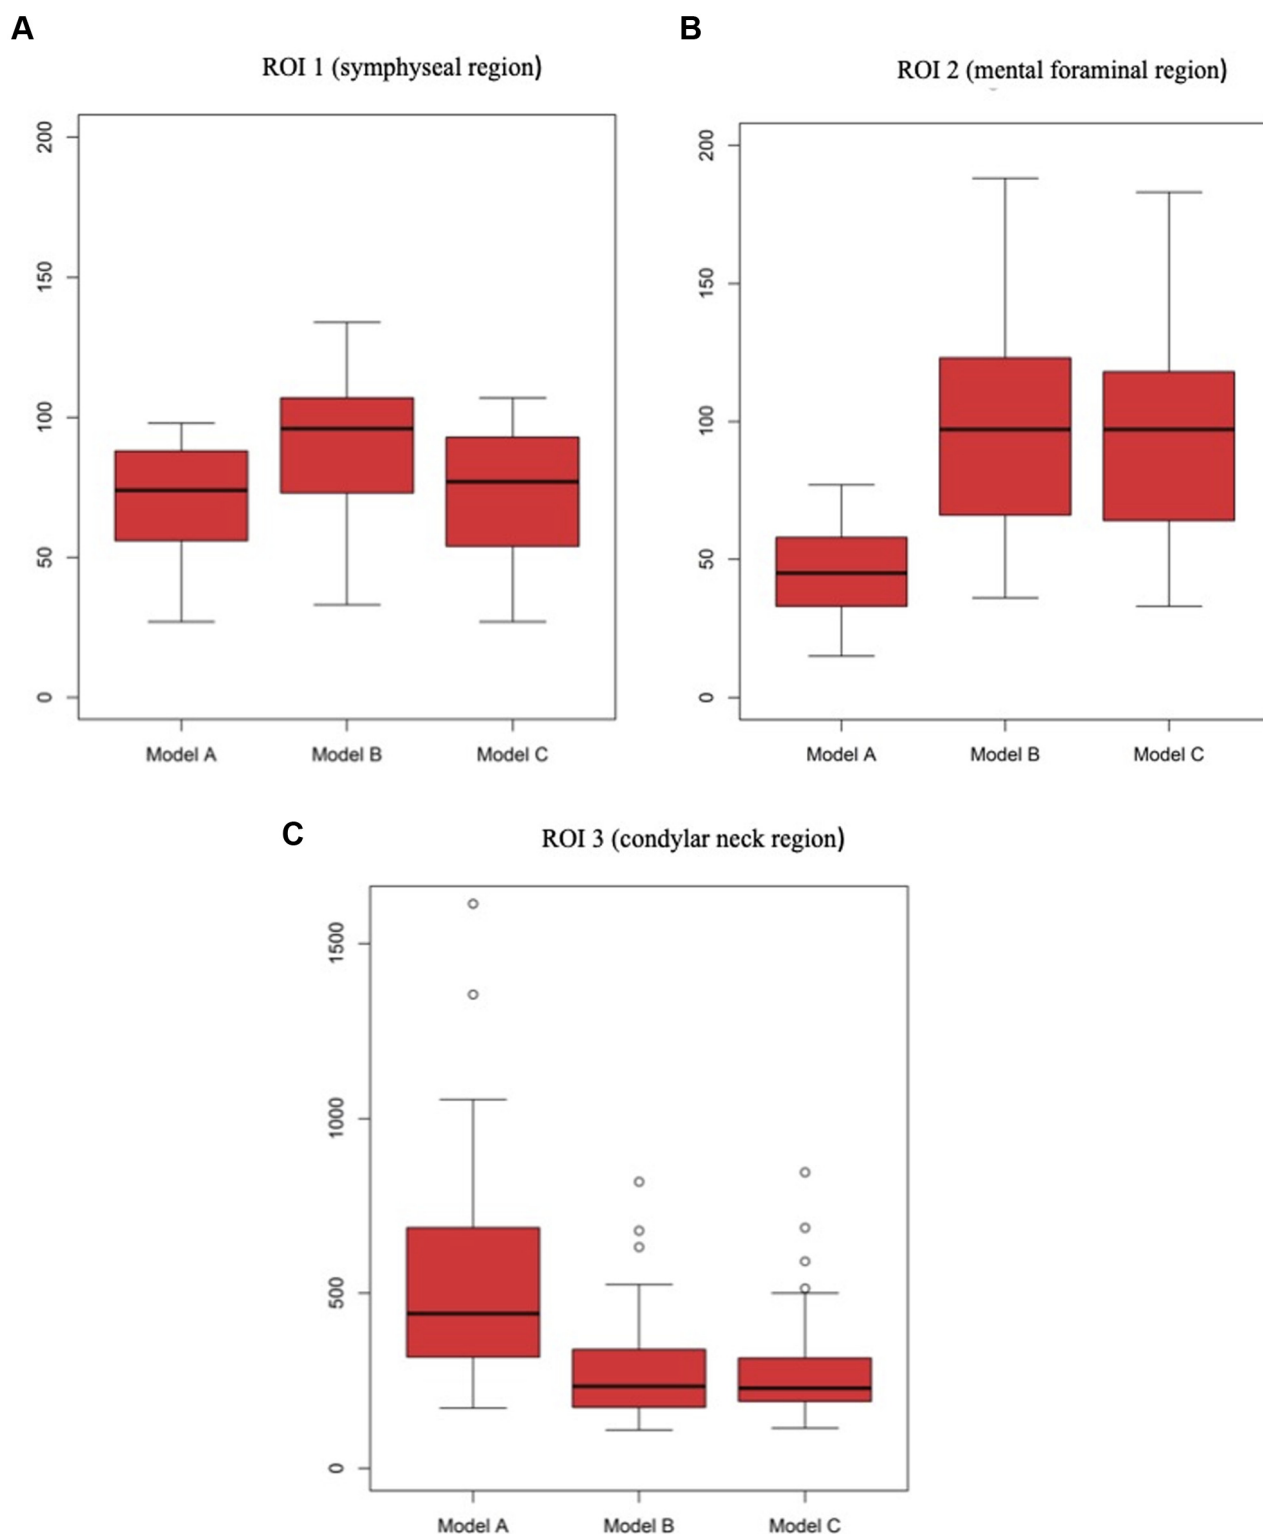 A
ROI 1 (symphyseal region)
200
150
100
50
0
Model A Model B Model C
B
ROI 2 (mental foraminal region)
200
150
100
50
0
Model A Model B Model C
C
ROI 3 (condylar neck region)
1500
1000
500
0
Model A Model B Model C